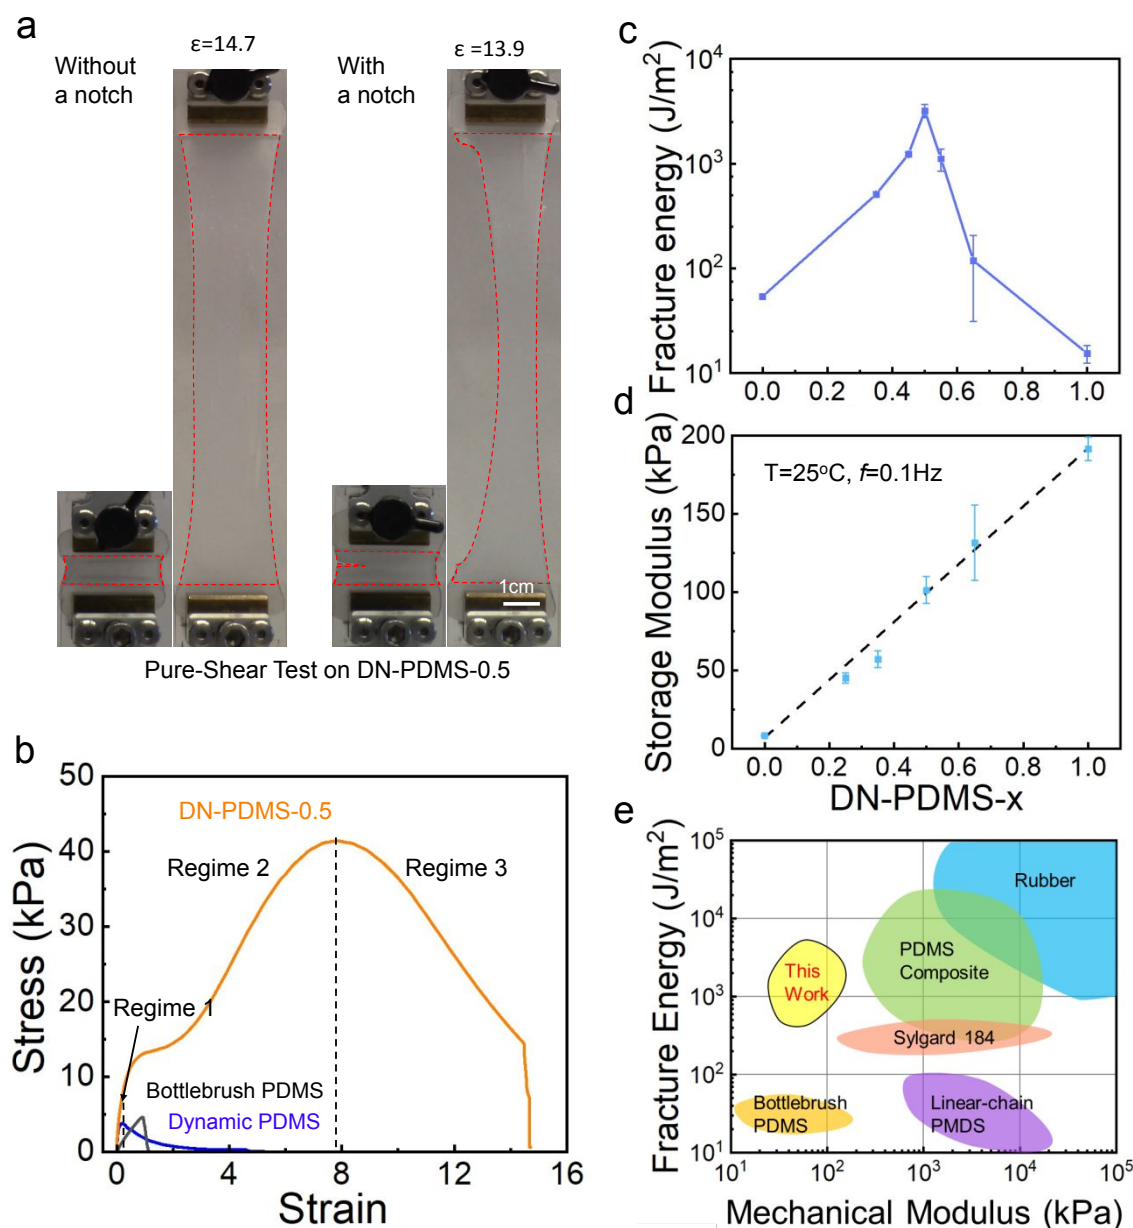 a
ε=14.7
ε=13.9
Without
a notch
With
a notch
1cm
Pure-Shear Test on DN-PDMS-0.5
b
50
40
30
20
10
0
Stress (kPa)
DN-PDMS-0.5
Regime 2
Regime 3
Regime 1
Bottlebrush PDMS
Dynamic PDMS
0
4
8
12
16
Strain
c
Fracture energy (J/m²)
10⁴
10³
10²
10¹
0.0
0.2
0.4
0.6
0.8
1.0
d
Storage Modulus (kPa)
200
150
100
50
0
T=25°C, f=0.1Hz
0.0
0.2
0.4
0.6
0.8
1.0
DN-PDMS-x
e
Fracture Energy (J/m²)
10⁵
10⁴
10³
10²
10¹
Rubber
PDMS
Composite
This
Work
Sylgard 184
Bottlebrush
PDMS
Linear-chain
PMDS
10¹
10²
10³
10⁴
10⁵
Mechanical Modulus (kPa)